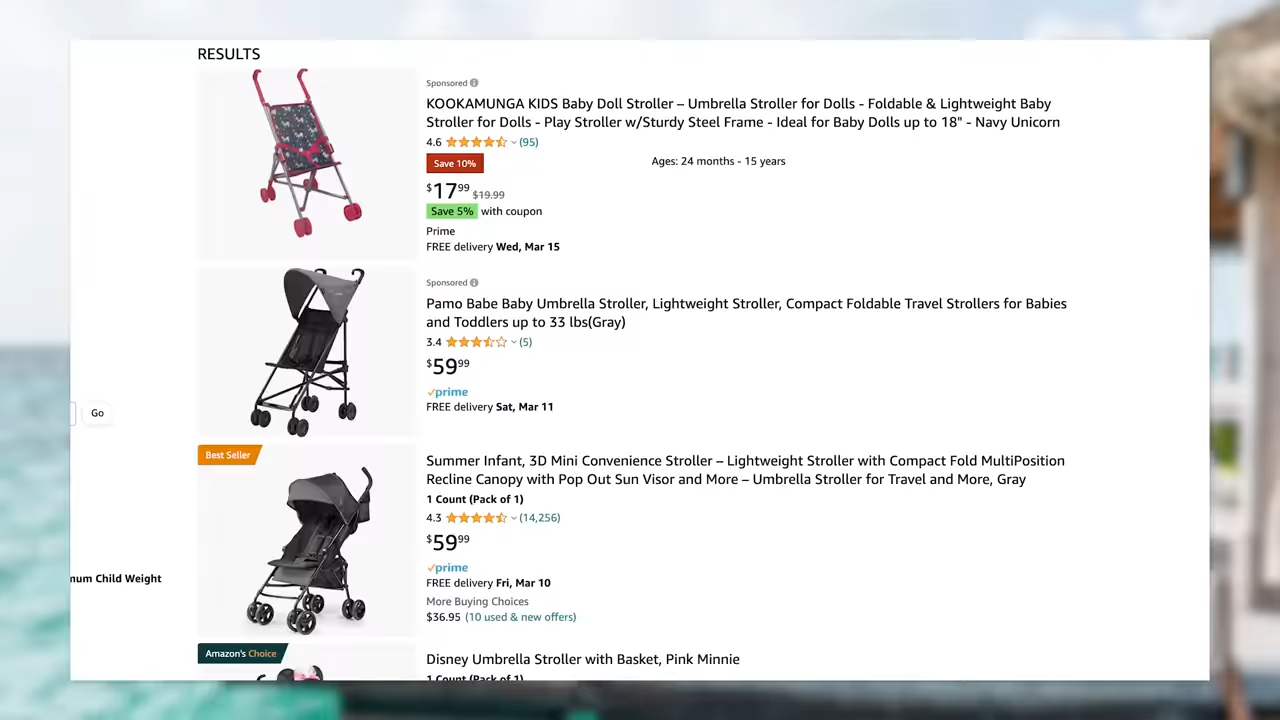 RESULTS
Sponsored
KOOKAMUNGA KIDS Baby Doll Stroller – Umbrella Stroller for Dolls - Foldable & Lightweight Baby
Stroller for Dolls - Play Stroller w/Sturdy Steel Frame - Ideal for Baby Dolls up to 18" - Navy Unicorn
4.6 (95)
Save 10%
Ages: 24 months - 15 years
$17.99 $19.99
Save 5% with coupon
Prime
FREE delivery Wed, Mar 15
Sponsored
Pamo Babe Baby Umbrella Stroller, Lightweight Stroller, Compact Foldable Travel Strollers for Babies
and Toddlers up to 33 lbs(Gray)
3.4 (5)
$59.99
prime
FREE delivery Sat, Mar 11
Go
Best Seller
Summer Infant, 3D Mini Convenience Stroller – Lightweight Stroller with Compact Fold MultiPosition
Recline Canopy with Pop Out Sun Visor and More – Umbrella Stroller for Travel and More, Gray
1 Count (Pack of 1)
4.3 (14,256)
$59.99
prime
FREE delivery Fri, Mar 10
mum Child Weight
More Buying Choices
$36.95 (10 used & new offers)
Amazon's Choice
Disney Umbrella Stroller with Basket, Pink Minnie
1 Count (Pack of 1)